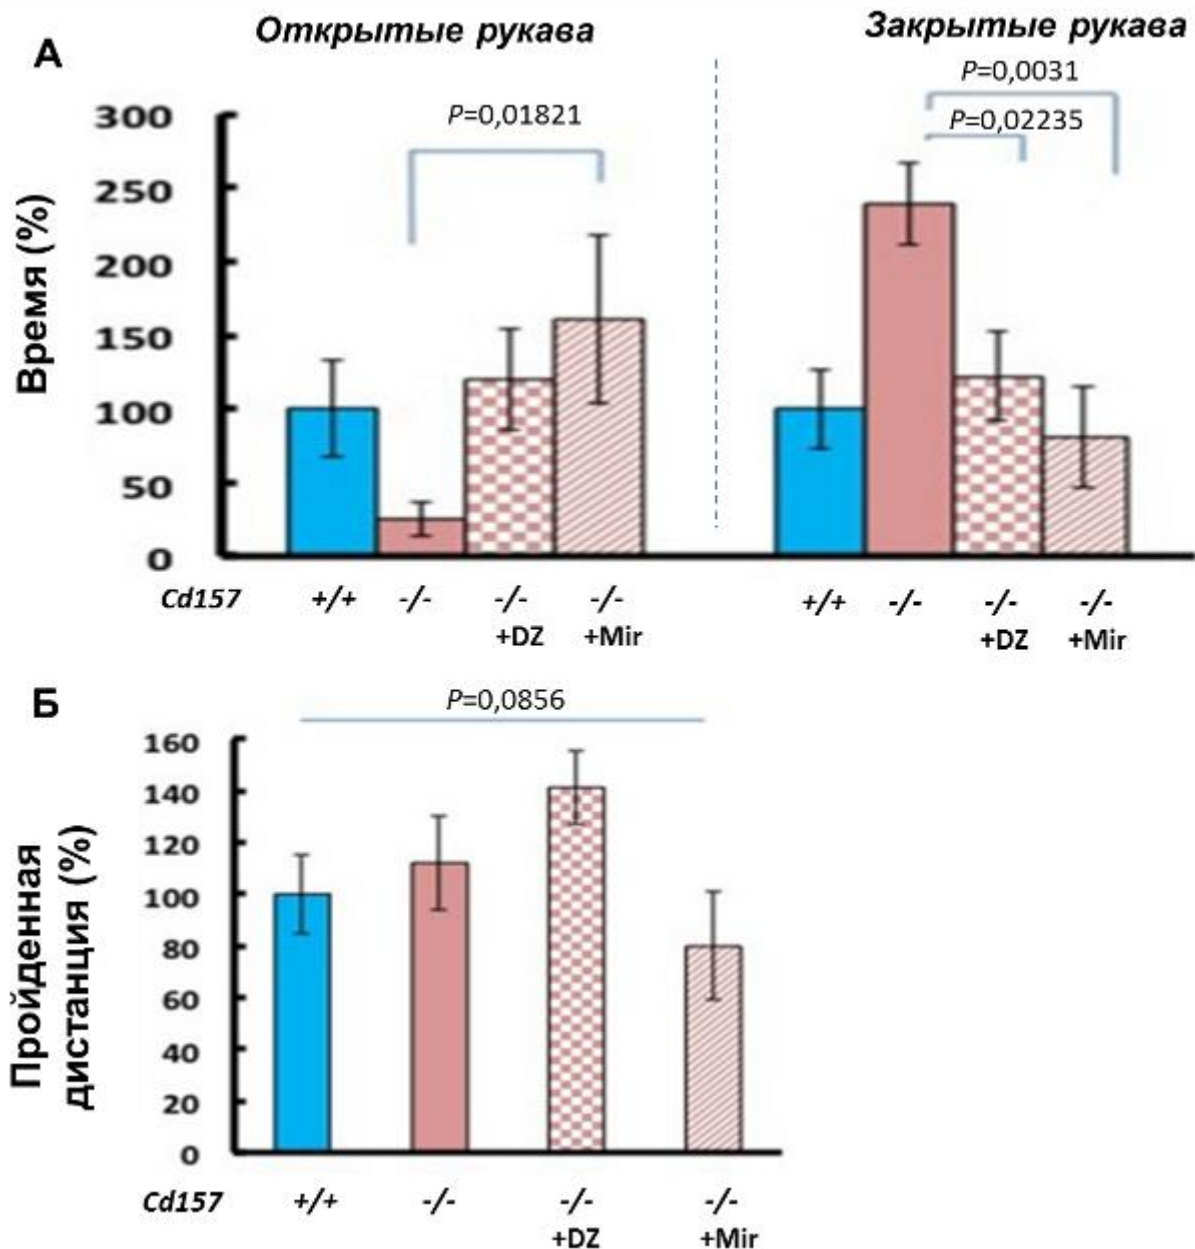 Открытые рукава
Закрытые рукава
А
P=0,0031
P=0,01821
P=0,02235
Время (%)
300
250
200
150
100
50
0
Cd157 +/+ -/- -/- -/- +/+ -/- -/- -/-
+DZ +Mir +DZ +Mir
Б
P=0,0856
Пройденная
дистанция (%)
160
140
120
100
80
60
40
20
0
Cd157 +/+ -/- -/- -/-
+DZ +Mir